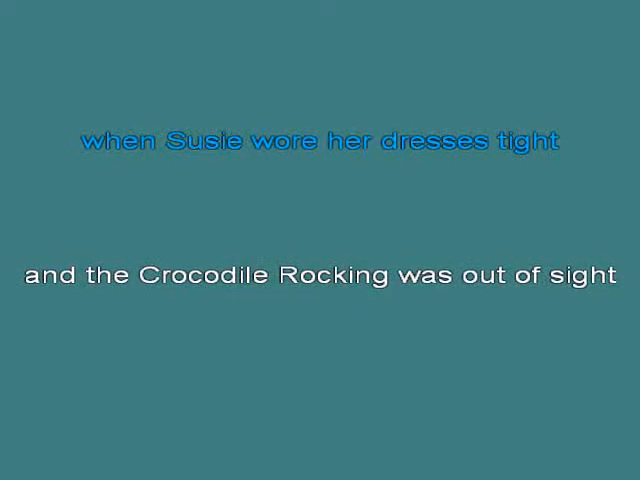 when Susie wore her dresses tight
and the Crocodile Rocking was out of sight